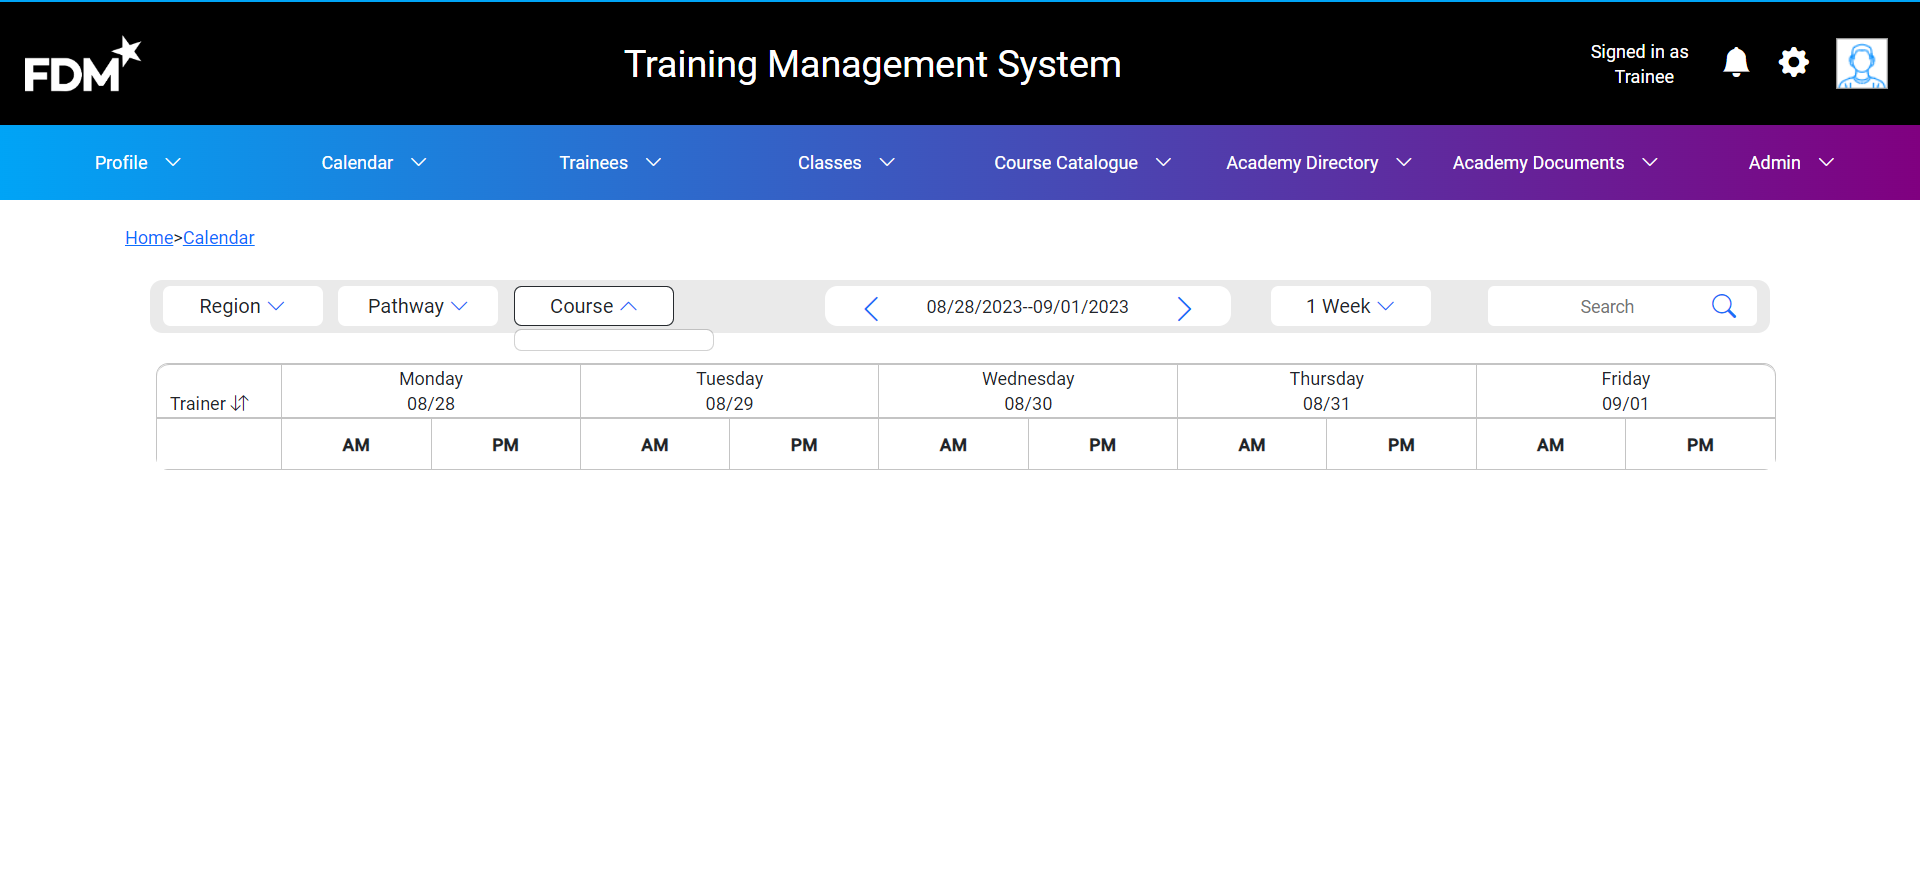 FDM
Training Management System
Signed in as
Trainee
Profile
Calendar
Trainees
Classes
Course Catalogue
Academy Directory
Academy Documents
Admin
Home>Calendar
Region
Pathway
Course
08/28/2023--09/01/2023
1 Week
Search
Trainer
Monday
08/28
Tuesday
08/29
Wednesday
08/30
Thursday
08/31
Friday
09/01
AM PM AM PM AM PM AM PM AM PM